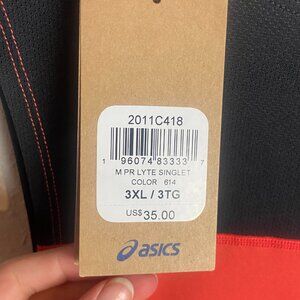 2011C418
1 96074 83333 7
M PR LYTE SINGLET
COLOR 614
3XL / 3TG
US$ 35.00
asics